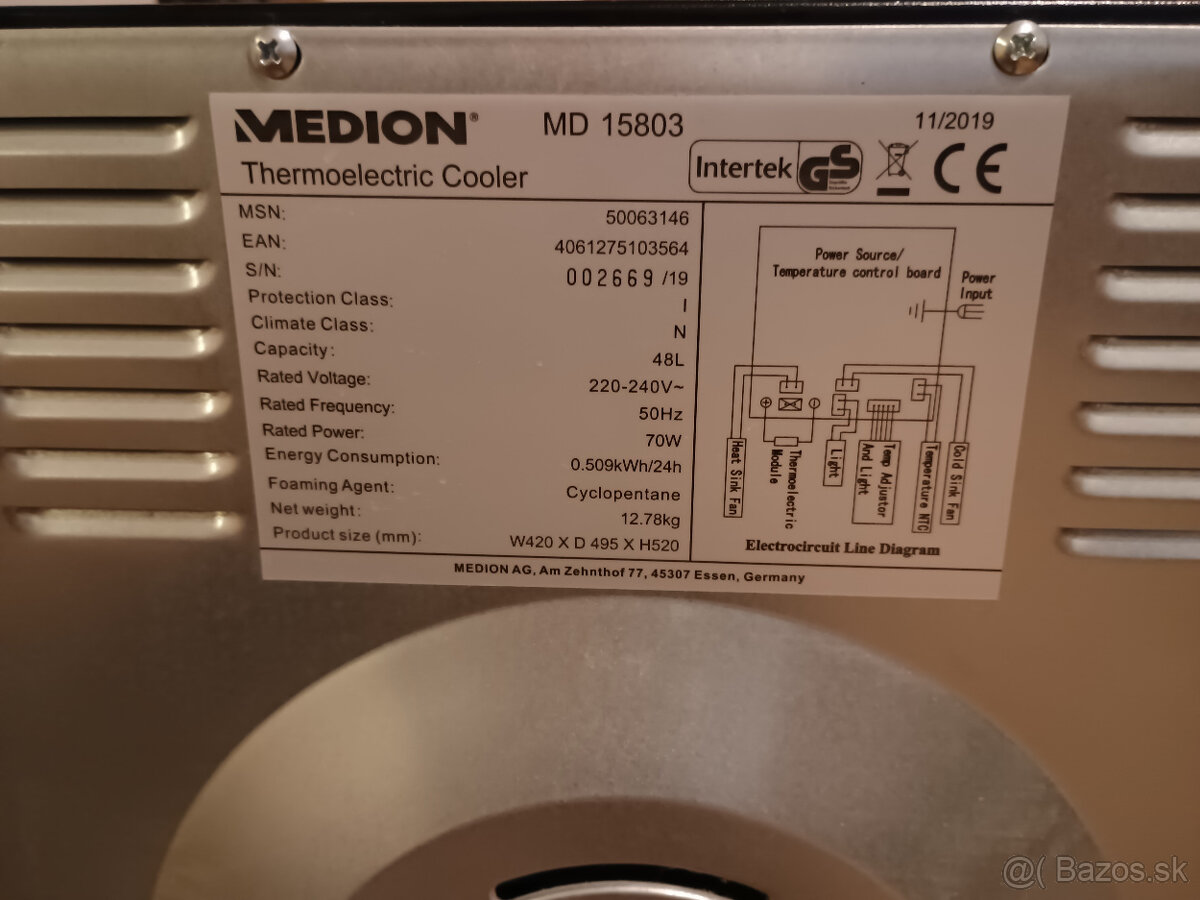 MEDION® MD 15803 11/2019
Thermoelectric Cooler
Intertek GS CE
MSN: 50063146
EAN: 4061275103564
S/N: 002669 /19
Protection Class: I
Climate Class: N
Capacity: 48L
Rated Voltage: 220-240V~
Rated Frequency: 50Hz
Rated Power: 70W
Energy Consumption: 0.509kWh/24h
Foaming Agent: Cyclopentane
Net weight: 12.78kg
Product size (mm): W420 X D 495 X H520
Power Source/
Temperature control board
Power
Input
Heat Sink Fan
Thermoelectric
Module
Light
Temp Adjustor
And Light
Temperature NTC
Cold Sink Fan
Electrocircuit Line Diagram
MEDION AG, Am Zehnthof 77, 45307 Essen, Germany
@( Bazos.sk